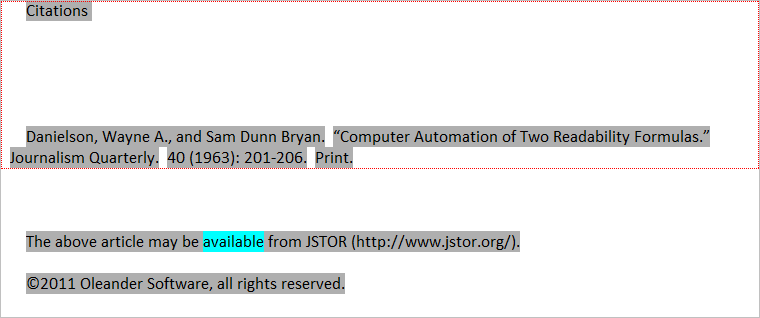 Citations
Danielson, Wayne A., and Sam Dunn Bryan.  “Computer Automation of Two Readability Formulas.”
Journalism Quarterly.  40 (1963): 201-206.  Print.
The above article may be available from JSTOR (http://www.jstor.org/).
©2011 Oleander Software, all rights reserved.